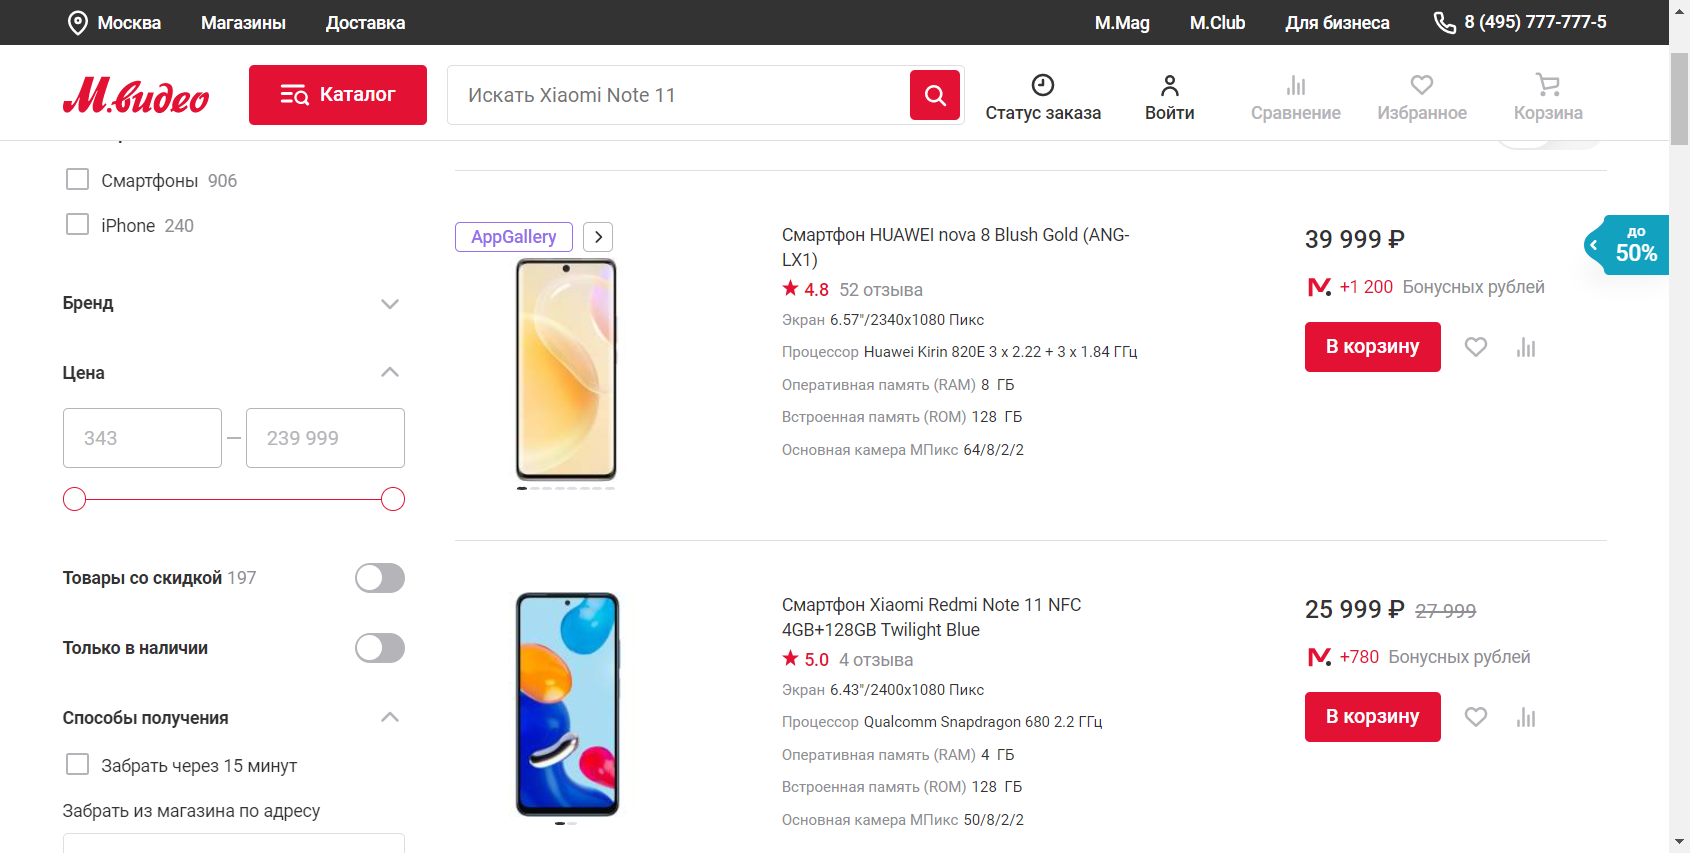 Москва Магазины Доставка M.Mag M.Club Для бизнеса 8 (495) 777-777-5
М.видео Каталог Искать Xiaomi Note 11 Статус заказа Войти Сравнение Избранное Корзина
Смартфоны 906
iPhone 240
Бренд
Цена
343 — 239 999
Товары со скидкой 197
Только в наличии
Способы получения
Забрать через 15 минут
Забрать из магазина по адресу
AppGallery
Смартфон HUAWEI nova 8 Blush Gold (ANG-
LX1)
4.8 52 отзыва
Экран 6.57"/2340x1080 Пикс
Процессор Huawei Kirin 820E 3 x 2.22 + 3 x 1.84 ГГц
Оперативная память (RAM) 8 ГБ
Встроенная память (ROM) 128 ГБ
Основная камера МПикс 64/8/2/2
39 999 ₽
+1 200 Бонусных рублей
В корзину
до
50%
Смартфон Xiaomi Redmi Note 11 NFC
4GB+128GB Twilight Blue
5.0 4 отзыва
Экран 6.43"/2400x1080 Пикс
Процессор Qualcomm Snapdragon 680 2.2 ГГц
Оперативная память (RAM) 4 ГБ
Встроенная память (ROM) 128 ГБ
Основная камера МПикс 50/8/2/2
25 999 ₽ 27 999
+780 Бонусных рублей
В корзину